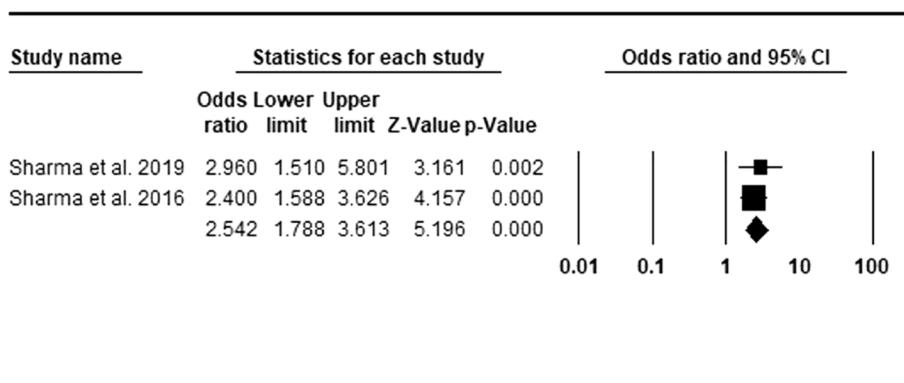 Study name Statistics for each study Odds ratio and 95% CI
Odds Lower Upper
ratio limit limit Z-Value p-Value
Sharma et al. 2019 2.960 1.510 5.801 3.161 0.002
Sharma et al. 2016 2.400 1.588 3.626 4.157 0.000
2.542 1.788 3.613 5.196 0.000
0.01 0.1 1 10 100